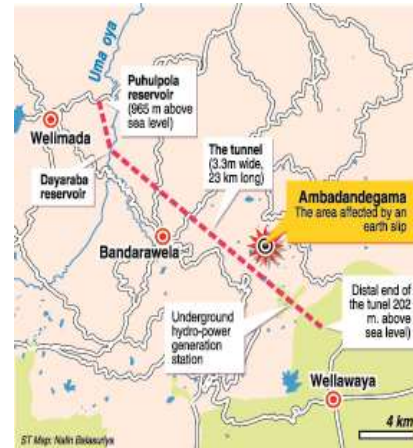 Uma oya
Puhulpola
reservoir
(965 m above
sea level)
Welimada
The tunnel
(3.3m wide,
23 km long)
Dayaraba
reservoir
Ambadandegama
The area affected by an
earth slip
Bandarawela
Distal end of
the tunel 202
m. above
sea level)
Underground
hydro-power
generation
station
Wellawaya
4 km
ST Map: Nalin Balasuriya